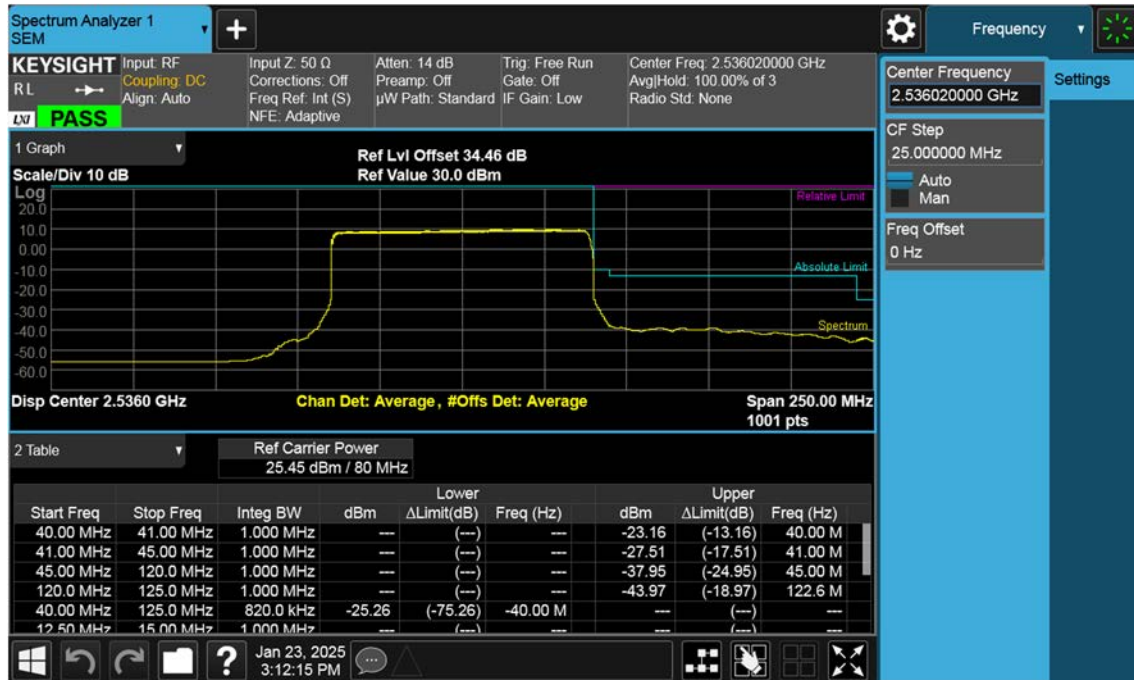 Spectrum Analyzer 1
SEM
Frequency
KEYSIGHT
R L
LXI PASS
Input: RF
Coupling: DC
Align: Auto
Input Z: 50 Ω
Corrections: Off
Freq Ref: Int (S)
NFE: Adaptive
Atten: 14 dB
Preamp: Off
µW Path: Standard
Trig: Free Run
Gate: Off
IF Gain: Low
Center Freq: 2.536020000 GHz
Avg|Hold: 100.00% of 3
Radio Std: None
Center Frequency
2.536020000 GHz
Settings
CF Step
25.000000 MHz
Auto
Man
Freq Offset
0 Hz
1 Graph
Scale/Div 10 dB
Ref Lvl Offset 34.46 dB
Ref Value 30.0 dBm
Log
20.0
10.0
0.00
-10.0
-20.0
-30.0
-40.0
-50.0
-60.0
Relative Limit
Absolute Limit
Spectrum
Disp Center 2.5360 GHz
Chan Det: Average, #Offs Det: Average
Span 250.00 MHz
1001 pts
2 Table
Ref Carrier Power
25.45 dBm / 80 MHz
Lower Upper
Start Freq Stop Freq Integ BW dBm ΔLimit(dB) Freq (Hz) dBm ΔLimit(dB) Freq (Hz)
40.00 MHz 41.00 MHz 1.000 MHz --- (---) --- -23.16 (-13.16) 40.00 M
41.00 MHz 45.00 MHz 1.000 MHz --- (---) --- -27.51 (-17.51) 41.00 M
45.00 MHz 120.0 MHz 1.000 MHz --- (---) --- -37.95 (-24.95) 45.00 M
120.0 MHz 125.0 MHz 1.000 MHz --- (---) --- -43.97 (-18.97) 122.6 M
40.00 MHz 125.0 MHz 820.0 kHz -25.26 (-75.26) -40.00 M --- (---) ---
12.50 MHz 15.00 MHz 1.000 MHz --- (---) --- --- (---) ---
?
Jan 23, 2025
3:12:15 PM